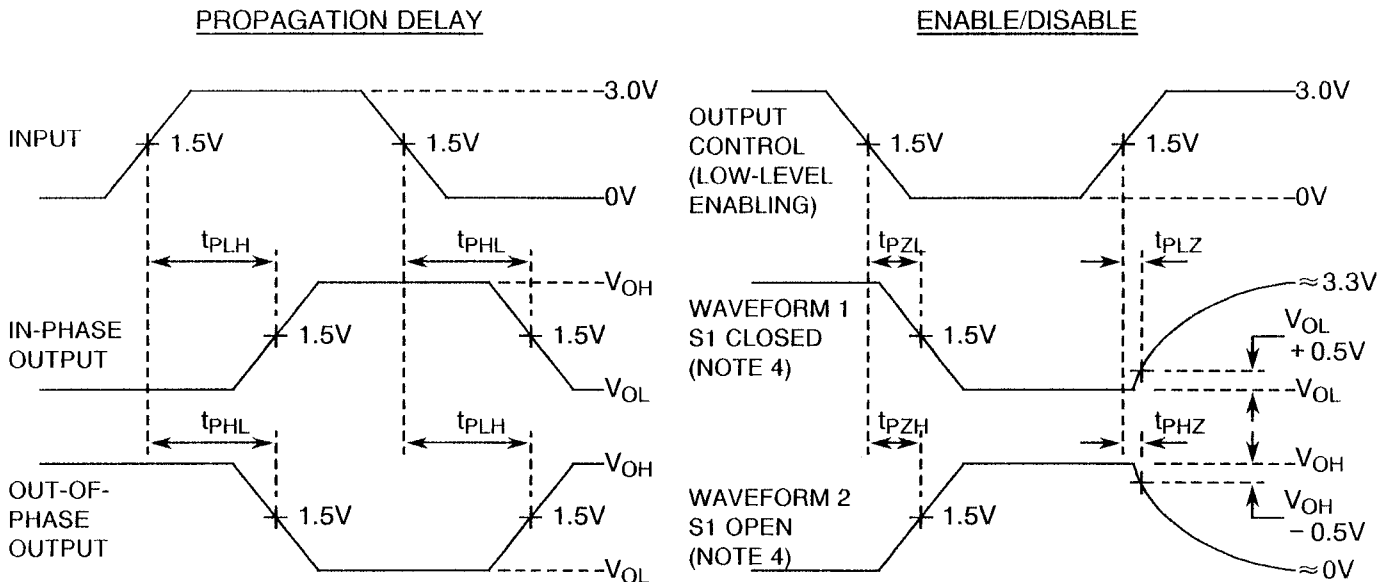 PROPAGATION DELAY
INPUT
1.5V
1.5V
3.0V
0V
tPLH
tPHL
IN-PHASE
OUTPUT
1.5V
1.5V
VOH
VOL
tPHL
tPLH
OUT-OF-
PHASE
OUTPUT
1.5V
1.5V
VOH
VOL
ENABLE/DISABLE
OUTPUT
CONTROL
(LOW-LEVEL
ENABLING)
1.5V
1.5V
3.0V
0V
tPZL
tPLZ
WAVEFORM 1
S1 CLOSED
(NOTE 4)
1.5V
≈3.3V
VOL
+0.5V
VOL
tPZH
tPHZ
WAVEFORM 2
S1 OPEN
(NOTE 4)
1.5V
VOH
VOH
−0.5V
≈0V